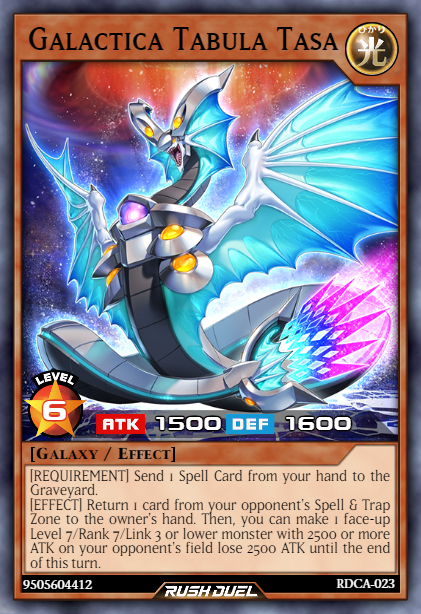 Galactica Tabula Tasa
ひかり
光
LEVEL
6
ATK 1500 DEF 1600
[Galaxy / Effect]
[REQUIREMENT] Send 1 Spell Card from your hand to the
Graveyard.
[EFFECT] Return 1 card from your opponent's Spell & Trap
Zone to the owner's hand. Then, you can make 1 face-up
Level 7/Rank 7/Link 3 or lower monster with 2500 or more
ATK on your opponent's field lose 2500 ATK until the end
of this turn.
9505604412
RUSH DUEL
RDCA-023